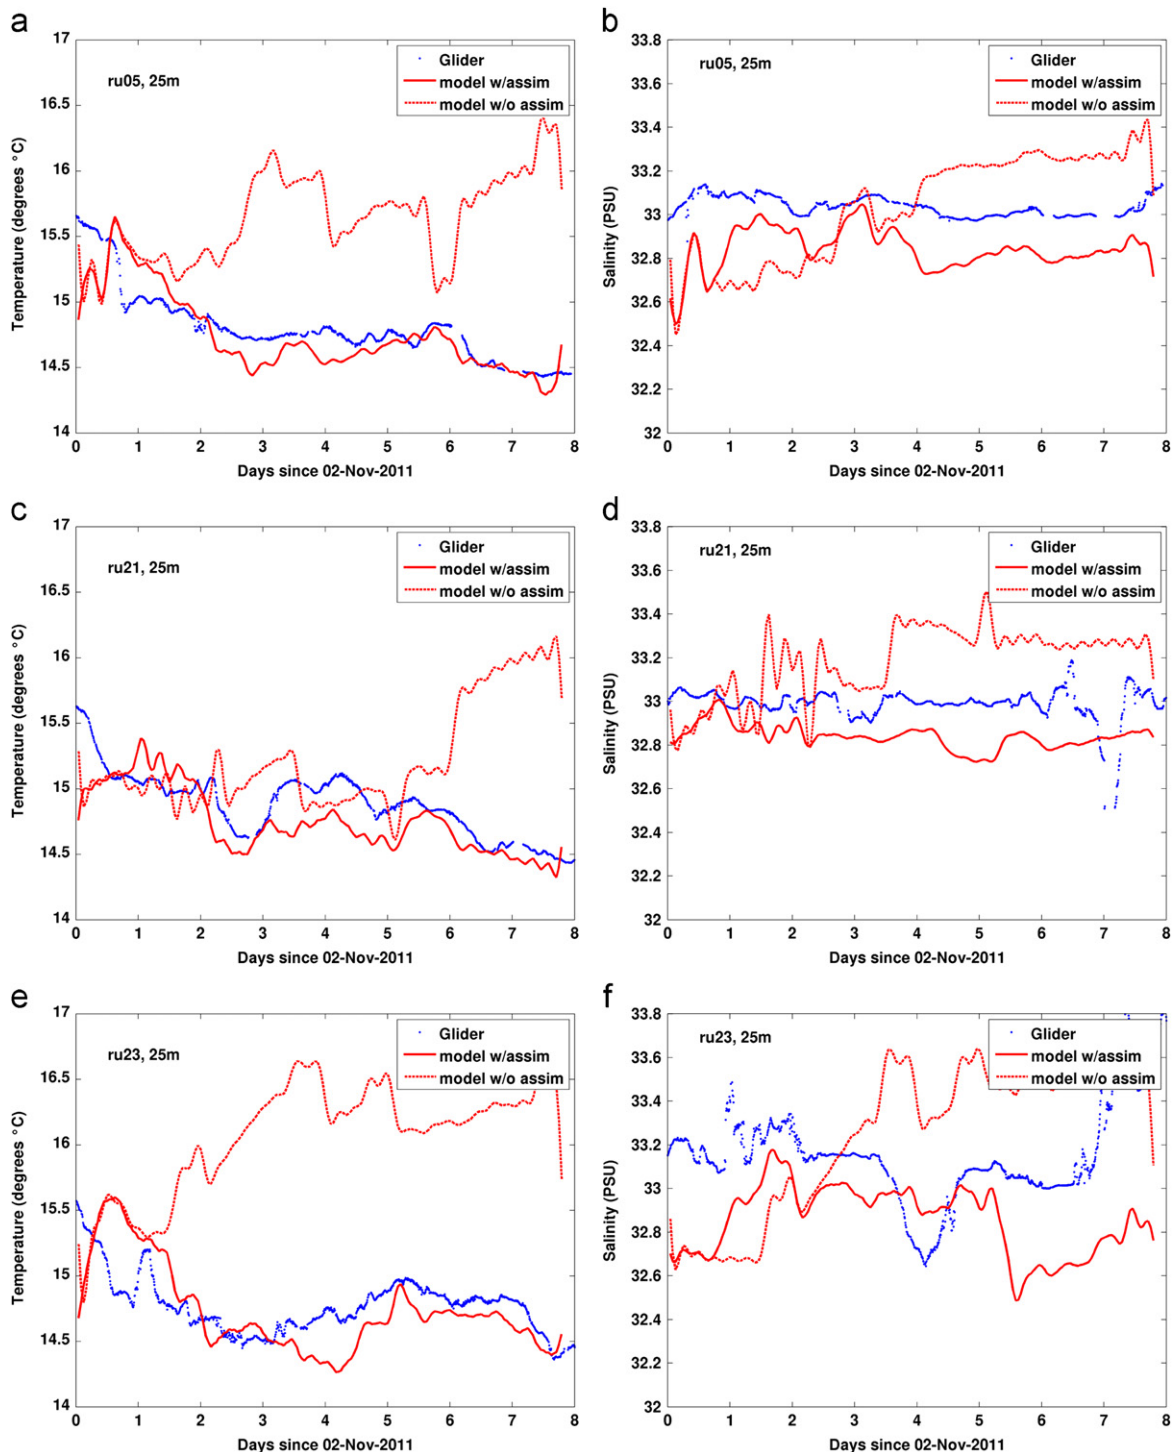 a
17
16.5
16
15.5
15
14.5
14
Temperature (degrees °C)
ru05, 25m
Glider
model w/assim
model w/o assim
0 1 2 3 4 5 6 7 8
Days since 02-Nov-2011
b
33.8
33.6
33.4
33.2
33
32.8
32.6
32.4
32.2
32
Salinity (PSU)
ru05, 25m
Glider
model w/assim
model w/o assim
0 1 2 3 4 5 6 7 8
Days since 02-Nov-2011
c
17
16.5
16
15.5
15
14.5
14
Temperature (degrees °C)
ru21, 25m
Glider
model w/assim
model w/o assim
0 1 2 3 4 5 6 7 8
Days since 02-Nov-2011
d
33.8
33.6
33.4
33.2
33
32.8
32.6
32.4
32.2
32
Salinity (PSU)
ru21, 25m
Glider
model w/assim
model w/o assim
0 1 2 3 4 5 6 7 8
Days since 02-Nov-2011
e
17
16.5
16
15.5
15
14.5
14
Temperature (degrees °C)
ru23, 25m
Glider
model w/assim
model w/o assim
0 1 2 3 4 5 6 7 8
Days since 02-Nov-2011
f
33.8
33.6
33.4
33.2
33
32.8
32.6
32.4
32.2
32
Salinity (PSU)
ru23, 25m
Glider
model w/assim
model w/o assim
0 1 2 3 4 5 6 7 8
Days since 02-Nov-2011